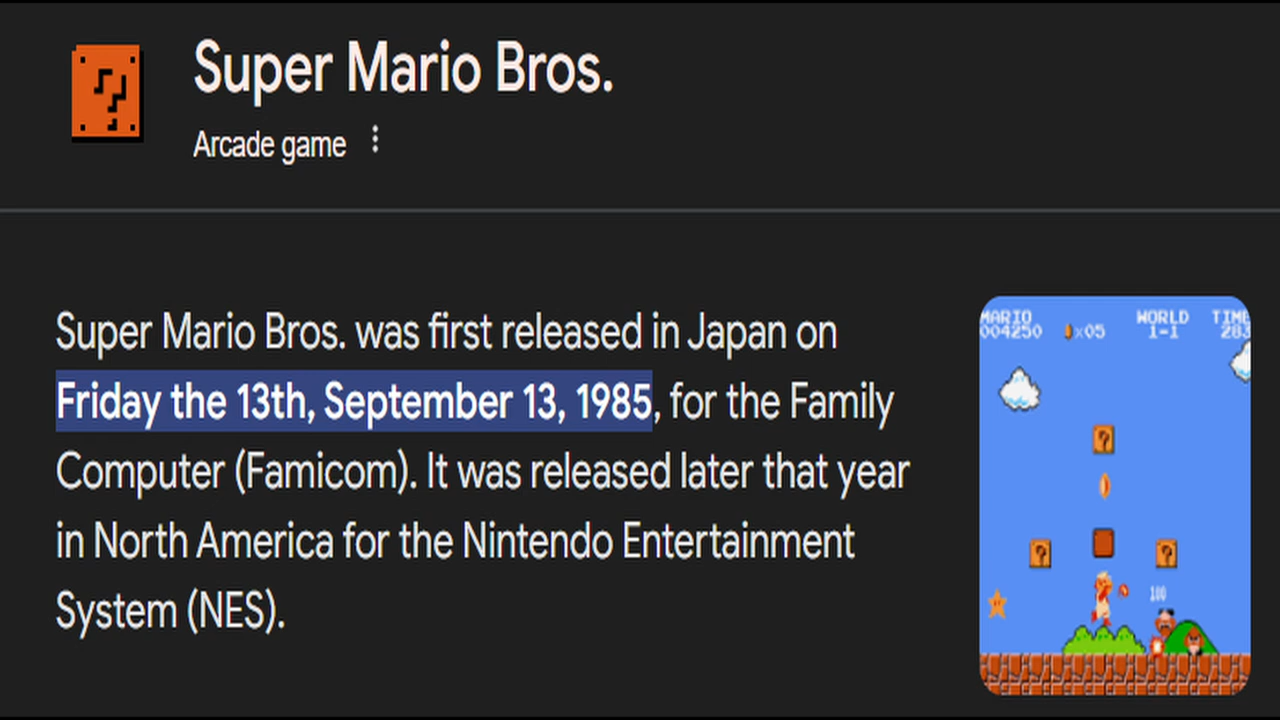 Super Mario Bros.
Arcade game
Super Mario Bros. was first released in Japan on
Friday the 13th, September 13, 1985, for the Family
Computer (Famicom). It was released later that year
in North America for the Nintendo Entertainment
System (NES).
MARIO WORLD TIME
004250 x05 1-1 283
100